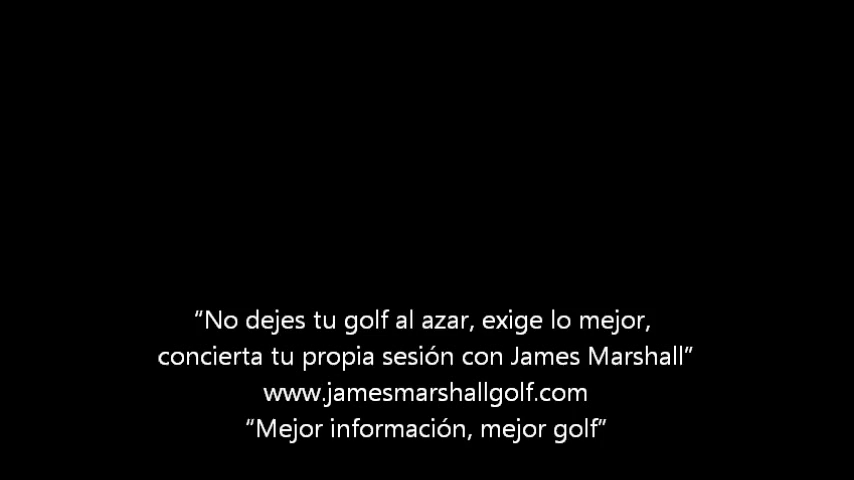 “No dejes tu golf al azar, exige lo mejor,
concierta tu propia sesión con James Marshall”
www.jamesmarshallgolf.com
“Mejor información, mejor golf”